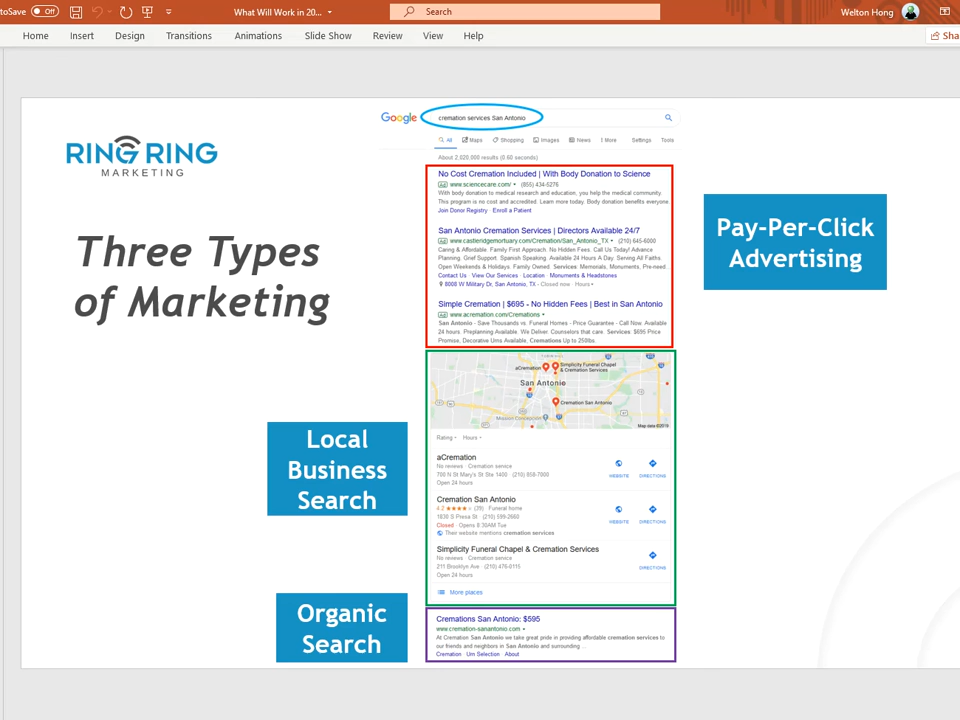 toSave Off What Will Work in 20... Search Welton Hong
Home Insert Design Transitions Animations Slide Show Review View Help Sha
RING RING
MARKETING
Three Types
of Marketing
Google cremation services San Antonio
All Maps Shopping Images News More Settings Tools
About 2,020,000 results (0.60 seconds)
No Cost Cremation Included | With Body Donation to Science
Ad www.sciencecare.com/ (855) 434-5276
With body donation to medical research and education, you help the medical community.
This program is no cost and accredited. Learn more today. Body donation benefits everyone.
Join Donor Registry · Enroll a Patient
San Antonio Cremation Services | Directors Available 24/7
Ad www.castleridgemortuary.com/Cremation/San_Antonio_TX (210) 645-6000
Caring & Affordable. Family First Approach. No Hidden Fees. Call Us Today! Advance
Planning. Grief Support. Spanish Speaking. Available 24 Hours A Day. Serving All Faiths.
Open Weekends & Holidays. Family Owned. Services: Memorials, Monuments, Pre-need...
Contact Us · View Our Services · Location · Monuments & Headstones
8008 W Military Dr, San Antonio, TX - Closed now · Hours
Simple Cremation | $695 - No Hidden Fees | Best in San Antonio
Ad www.acremation.com/Cremations
San Antonio - Save Thousands vs. Funeral Homes - Price Guarantee - Call Now. Available
24 hours. Preplanning Available. We Deliver. Counselors that care. Services: $695 Price
Promise, Decorative Urns Available, Cremations Up to 250lbs
Pay-Per-Click
Advertising
aCremation
Simplicity Funeral Chapel
& Cremation Services
San Antonio
Cremation San Antonio
Mission Concepcion
Map data ©2018
Rating Hours
aCremation
No reviews · Cremation service
700 N St Mary's St Ste 1400 · (210) 858-7000
Open 24 hours
WEBSITE DIRECTIONS
Cremation San Antonio
4.2 (39) · Funeral home
1830 S Presa St · (210) 599-2660
Closed · Opens 8:30AM Tue
Their website mentions cremation services
WEBSITE DIRECTIONS
Simplicity Funeral Chapel & Cremation Services
No reviews · Cremation service
211 Brooklyn Ave · (210) 476-8115
Open 24 hours
DIRECTIONS
More places
Local
Business
Search
Organic
Search
Cremations San Antonio: $595
www.cremation-sanantonio.com
At Cremation San Antonio we take great pride in providing affordable cremation services to
our friends and neighbors in San Antonio and surrounding ...
Cremation · Urn Selection · About